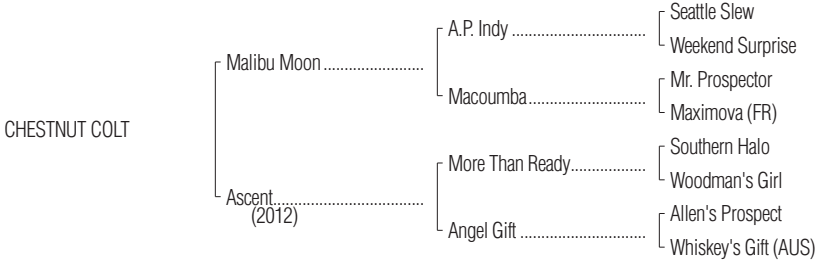 Seattle Slew
A.P. Indy ................................
Weekend Surprise
Malibu Moon ........................
Mr. Prospector
Macoumba............................
Maximova (FR)
CHESTNUT COLT
Southern Halo
More Than Ready..................
Woodman's Girl
Ascent....................................
(2012)
Allen's Prospect
Angel Gift ..............................
Whiskey's Gift (AUS)